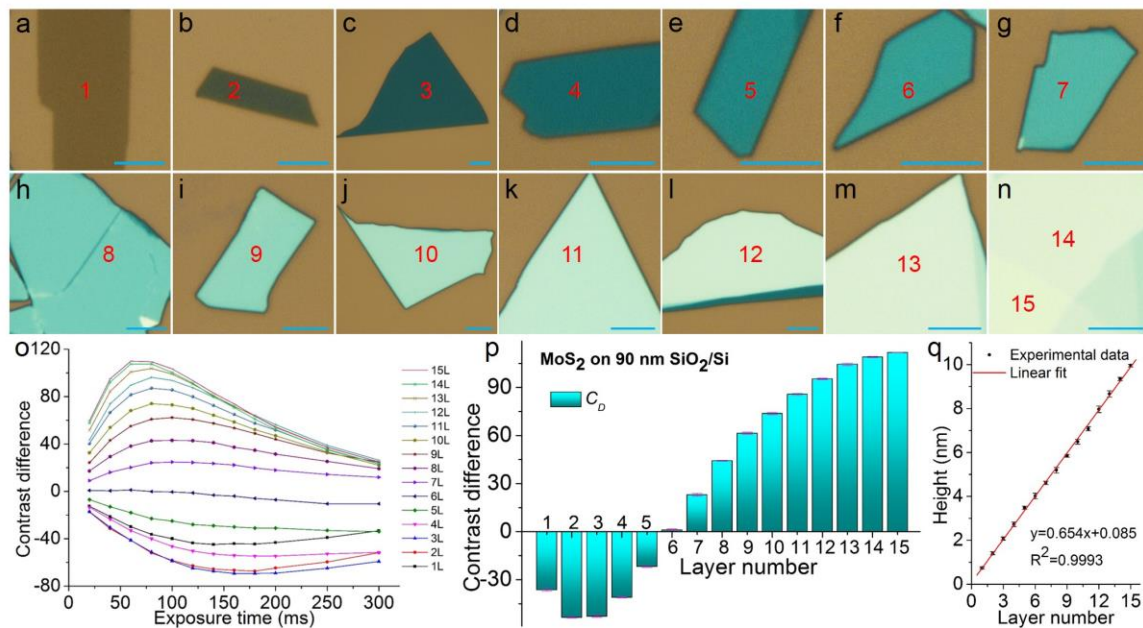 a b c d e f g
1 2 3 4 5 6 7
h i j k l m n
8 9 10 11 12 13 14
15
o
120
80
40
0
-40
-80
Contrast difference
0 50 100 150 200 250 300
Exposure time (ms)
15L
14L
13L
12L
11L
10L
9L
8L
7L
6L
5L
4L
3L
2L
1L
p
MoS2 on 90 nm SiO2/Si
CD
90
60
30
0
-30
Contrast difference
1 2 3 4 5 6 7 8 9 10 11 12 13 14 15
Layer number
q
Experimental data
Linear fit
10
8
6
4
2
0
Height (nm)
y=0.654x+0.085
R2=0.9993
0 3 6 9 12 15
Layer number